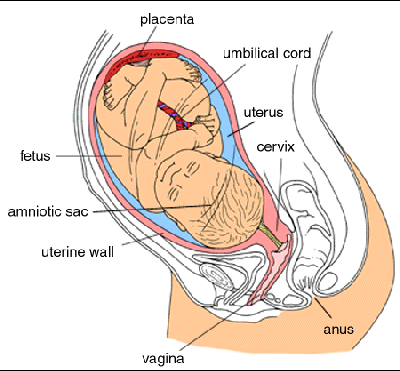 placenta
umbilical cord
uterus
cervix
fetus
amniotic sac
uterine wall
anus
vagina